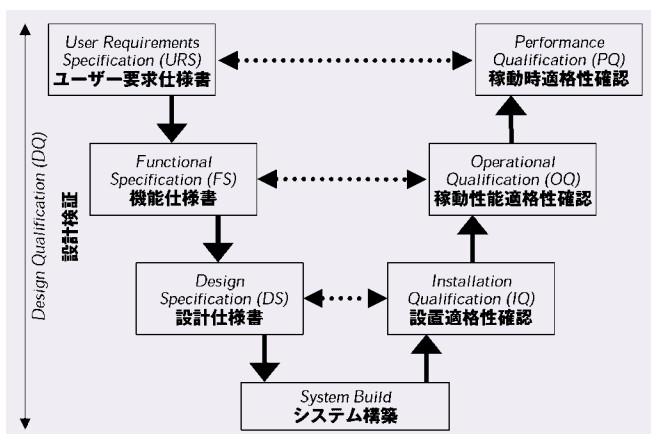 User Requirements
Specification (URS)
ユーザー要求仕様書
Performance
Qualification (PQ)
稼動時適格性確認
Functional
Specification (FS)
機能仕様書
Operational
Qualification (OQ)
稼動性能適格性確認
Design Qualification (DQ)
設計検証
Design
Specification (DS)
設計仕様書
Installation
Qualification (IQ)
設置適格性確認
System Build
システム構築